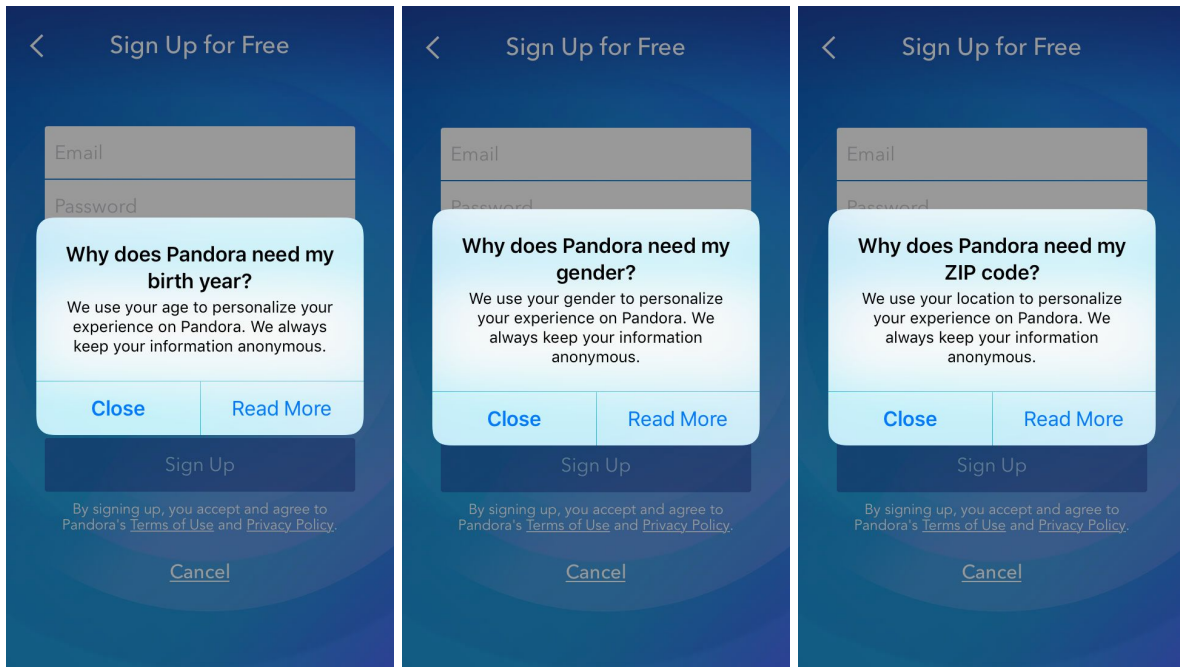 Sign Up for Free
Email
Password
Why does Pandora need my
birth year?
We use your age to personalize your
experience on Pandora. We always
keep your information anonymous.
Close
Read More
Sign Up
By signing up, you accept and agree to
Pandora's Terms of Use and Privacy Policy.
Cancel
Sign Up for Free
Email
Password
Why does Pandora need my
gender?
We use your gender to personalize
your experience on Pandora. We
always keep your information
anonymous.
Close
Read More
Sign Up
By signing up, you accept and agree to
Pandora's Terms of Use and Privacy Policy.
Cancel
Sign Up for Free
Email
Password
Why does Pandora need my
ZIP code?
We use your location to personalize
your experience on Pandora. We
always keep your information
anonymous.
Close
Read More
Sign Up
By signing up, you accept and agree to
Pandora's Terms of Use and Privacy Policy.
Cancel